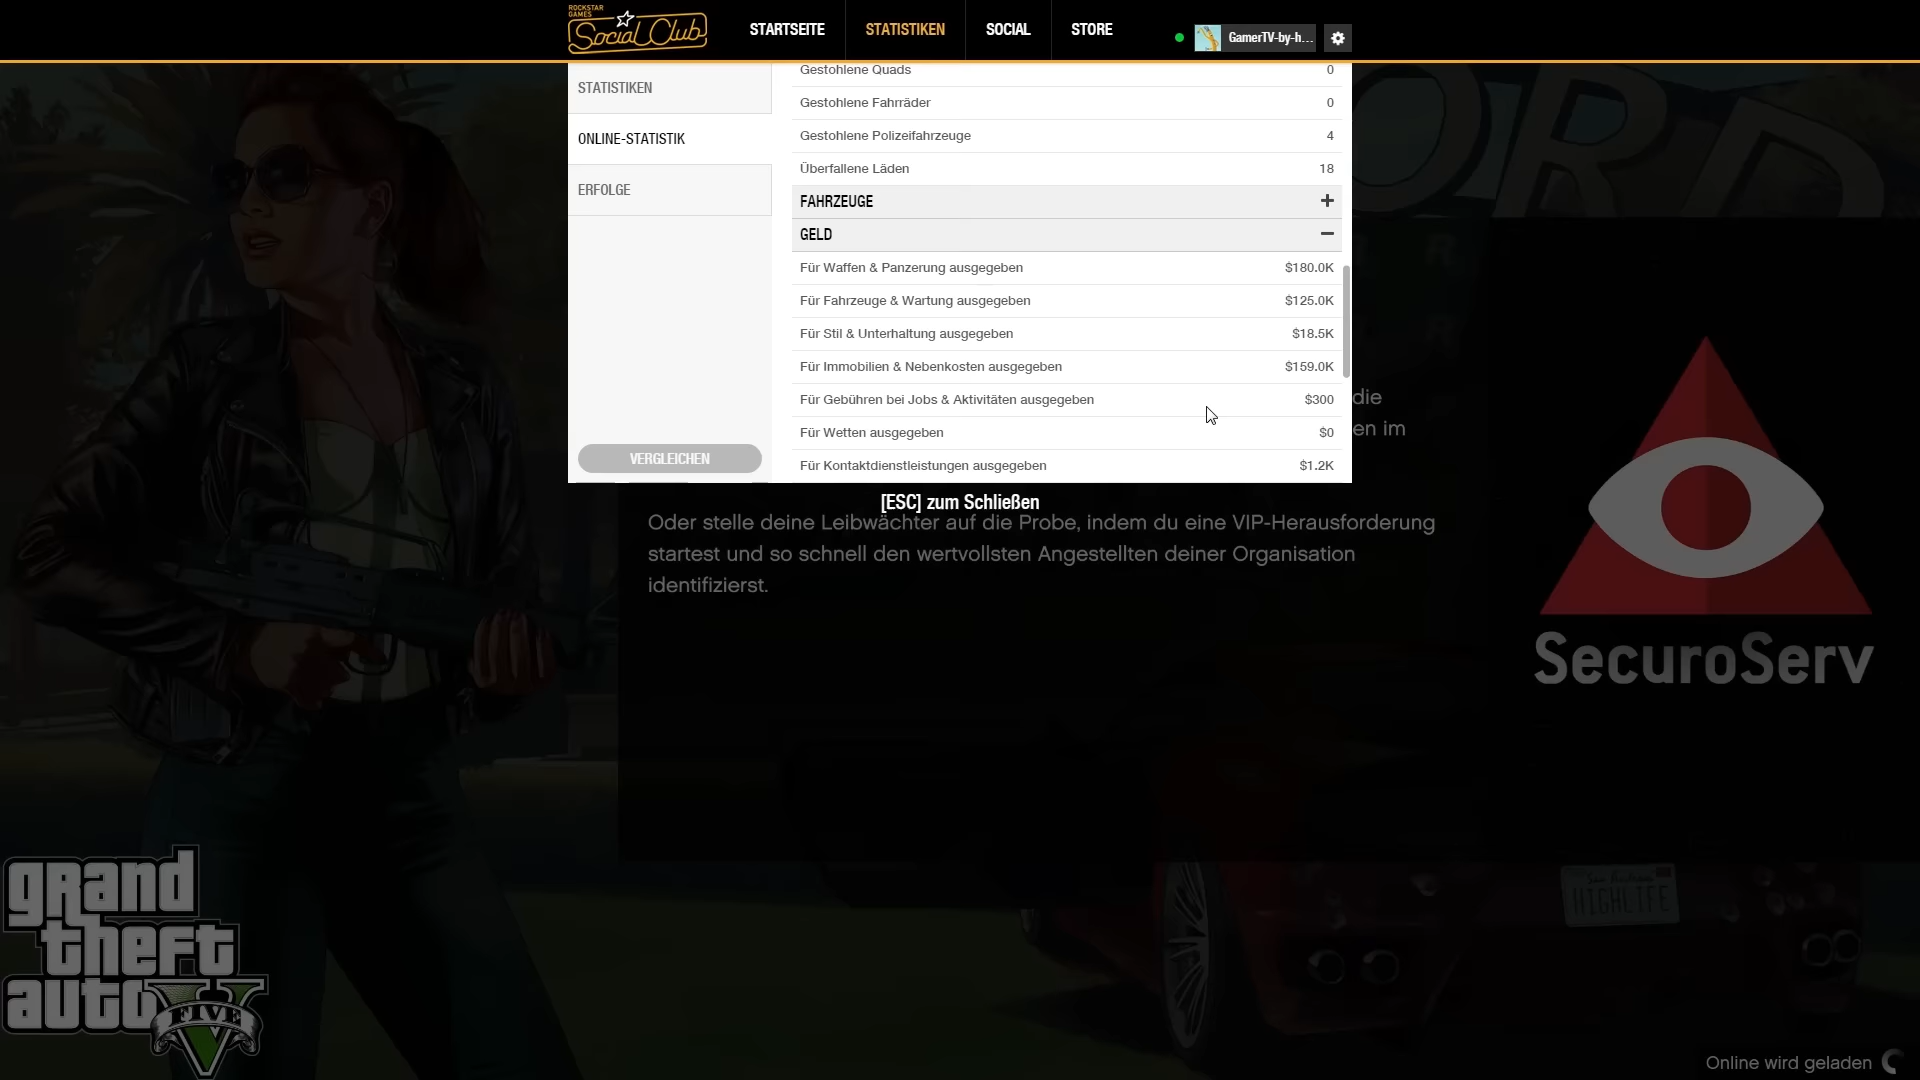 ROCKSTAR
GAMES
Social Club
STARTSEITE
STATISTIKEN
SOCIAL
STORE
GamerTV-by-h...
STATISTIKEN
ONLINE-STATISTIK
ERFOLGE
VERGLEICHEN
Gestohlene Quads 0
Gestohlene Fahrräder 0
Gestohlene Polizeifahrzeuge 4
Überfallene Läden 18
FAHRZEUGE +
GELD −
Für Waffen & Panzerung ausgegeben $180.0K
Für Fahrzeuge & Wartung ausgegeben $125.0K
Für Stil & Unterhaltung ausgegeben $18.5K
Für Immobilien & Nebenkosten ausgegeben $159.0K
Für Gebühren bei Jobs & Aktivitäten ausgegeben $300
Für Wetten ausgegeben $0
Für Kontaktdienstleistungen ausgegeben $1.2K
[ESC] zum Schließen
ORD
die
en im
Oder stelle deine Leibwächter auf die Probe, indem du eine VIP-Herausforderung
startest und so schnell den wertvollsten Angestellten deiner Organisation
identifizierst.
SecuroServ
San Andreas
HIGHLIFE
grand
theft
auto
V
FIVE
Online wird geladen